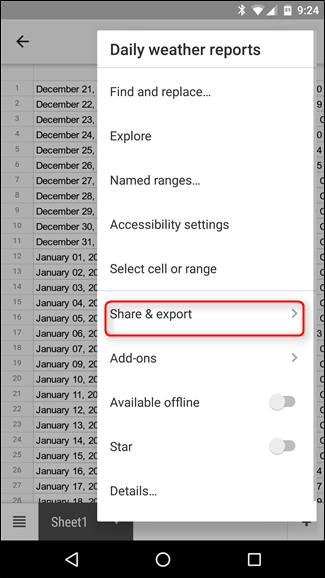 9:24
Daily weather reports
Find and replace...
Explore
Named ranges...
Accessibility settings
Select cell or range
Share & export
Add-ons
Available offline
Star
Details...
1 December 21,
2 December 22,
3 December 23,
4 December 24,
5 December 25,
6 December 26,
7 December 27,
8 December 28,
9 December 29,
10 December 30,
11 December 31,
12 January 01, 20
13 January 02, 20
14 January 03, 20
15 January 04, 20
16 January 05, 20
17 January 06, 20
18 January 07, 20
19 January 08, 20
20 January 09, 20
21 January 10, 20
22 January 11, 20
23 January 12, 20
24 January 13, 20
25 January 14, 20
26 January 15, 20
27 January 16, 20
28 January 17, 20
January 18, 20
Sheet1